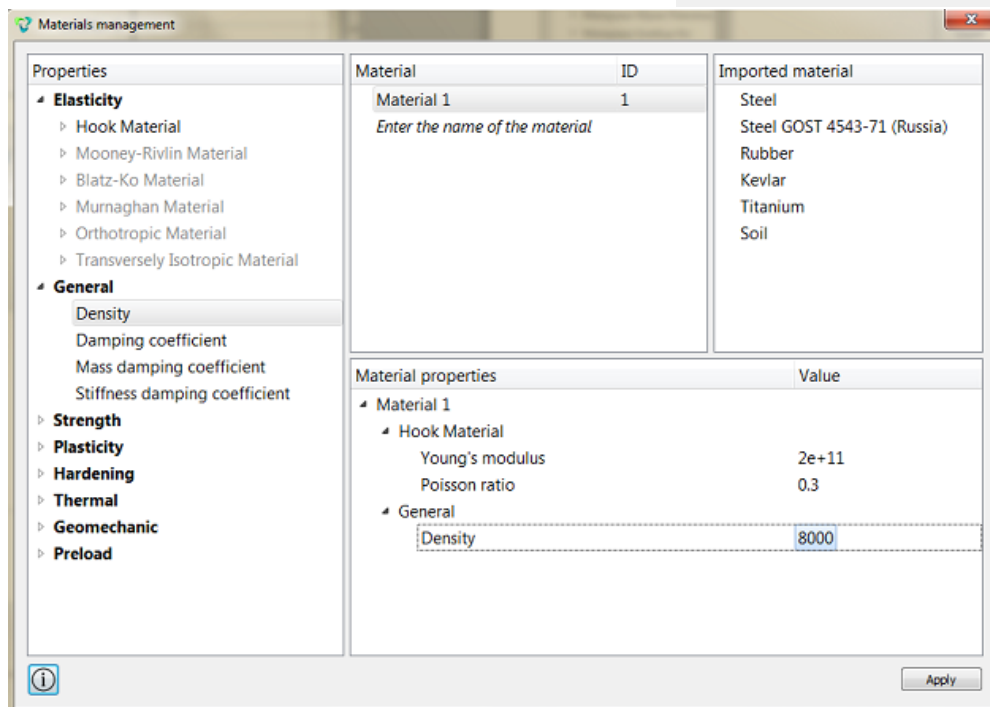 Materials management
Properties
Elasticity
Hook Material
Mooney-Rivlin Material
Blatz-Ko Material
Murnaghan Material
Orthotropic Material
Transversely Isotropic Material
General
Density
Damping coefficient
Mass damping coefficient
Stiffness damping coefficient
Strength
Plasticity
Hardening
Thermal
Geomechanic
Preload
Material ID
Material 1 1
Enter the name of the material
Imported material
Steel
Steel GOST 4543-71 (Russia)
Rubber
Kevlar
Titanium
Soil
Material properties Value
Material 1
Hook Material
Young's modulus 2e+11
Poisson ratio 0.3
General
Density 8000
Apply